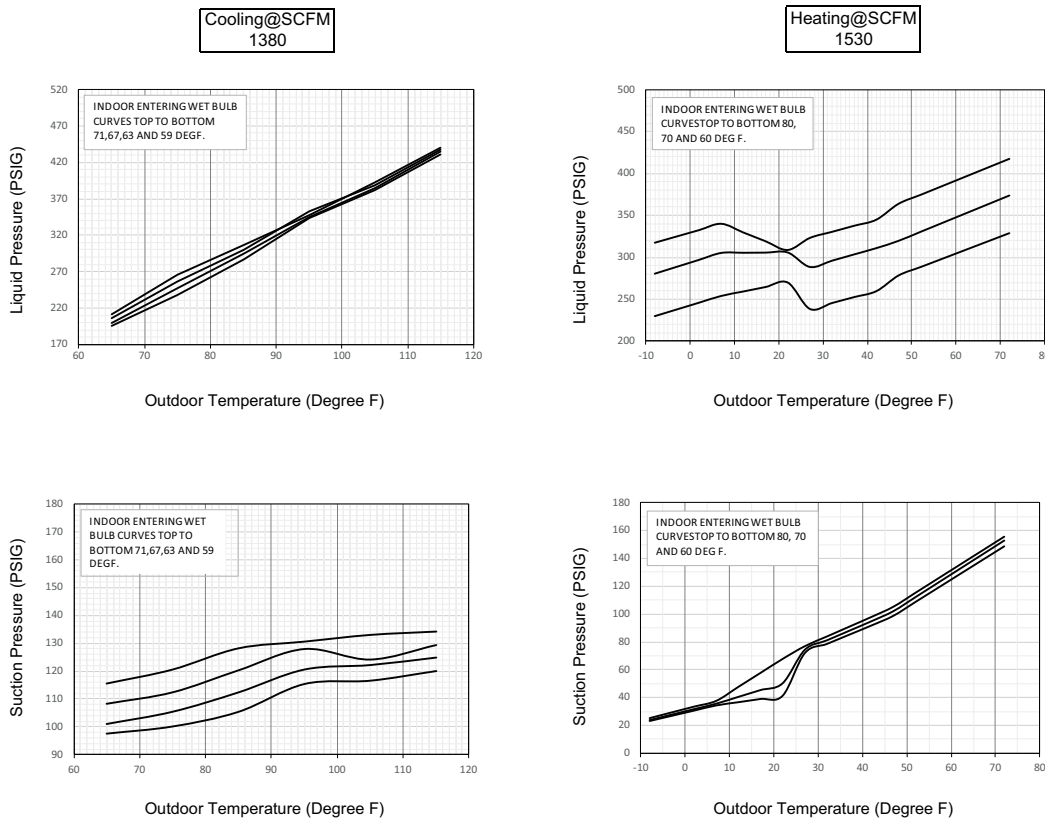 Cooling@SCFM
1380
Heating@SCFM
1530
Liquid Pressure (PSIG)
520
470
420
370
320
270
220
170
INDOOR ENTERING WET BULB
CURVES TOP TO BOTTOM
71,67,63 AND 59 DEGF.
60 70 80 90 100 110 120
Outdoor Temperature (Degree F)
Liquid Pressure (PSIG)
500
450
400
350
300
250
200
INDOOR ENTERING WET BULB
CURVESTOP TO BOTTOM 80,
70 AND 60 DEG F.
-10 0 10 20 30 40 50 60 70 80
Outdoor Temperature (Degree F)
Suction Pressure (PSIG)
180
170
160
150
140
130
120
110
100
90
INDOOR ENTERING WET
BULB CURVES TOP TO
BOTTOM 71,67,63 AND 59
DEGF.
60 70 80 90 100 110 120
Outdoor Temperature (Degree F)
Suction Pressure (PSIG)
180
160
140
120
100
80
60
40
20
0
INDOOR ENTERING WET BULB
CURVESTOP TO BOTTOM 80, 70
AND 60 DEG F.
-10 0 10 20 30 40 50 60 70 80
Outdoor Temperature (Degree F)